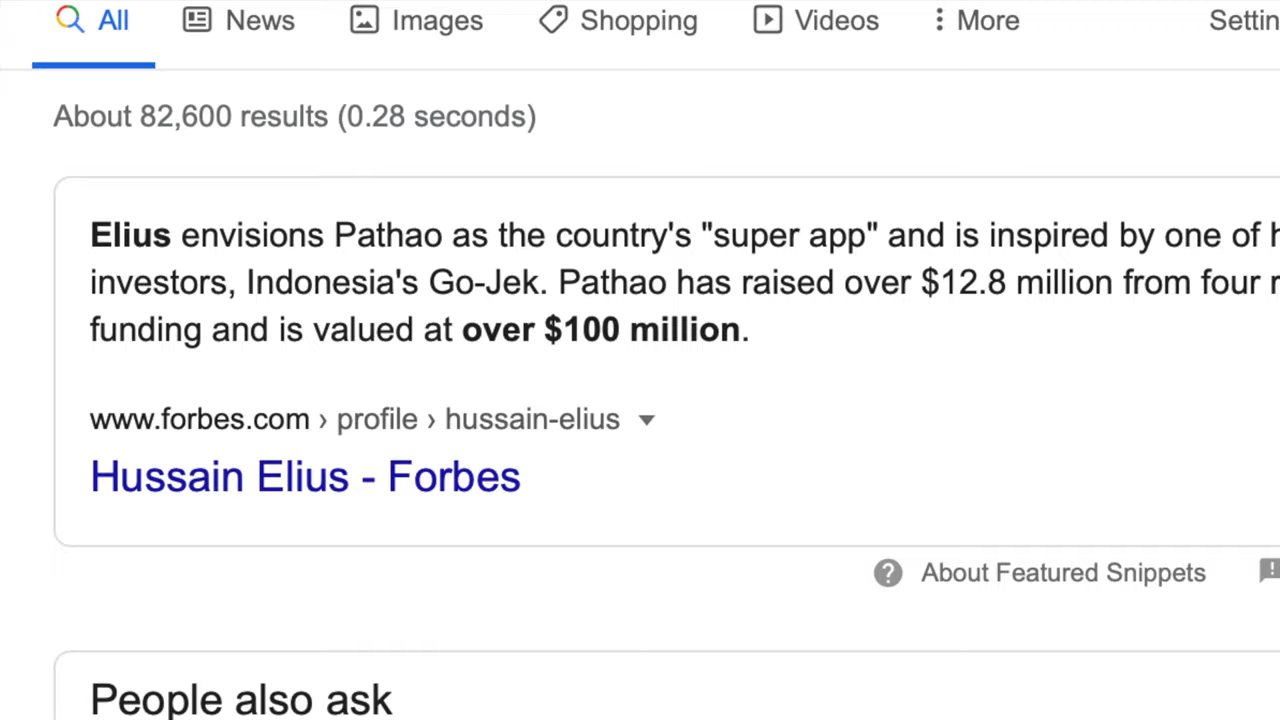 All News Images Shopping Videos More
About 82,600 results (0.28 seconds)
Elius envisions Pathao as the country's "super app" and is inspired by one of
investors, Indonesia's Go-Jek. Pathao has raised over $12.8 million from four
funding and is valued at over $100 million.
www.forbes.com › profile › hussain-elius
Hussain Elius - Forbes
About Featured Snippets
People also ask